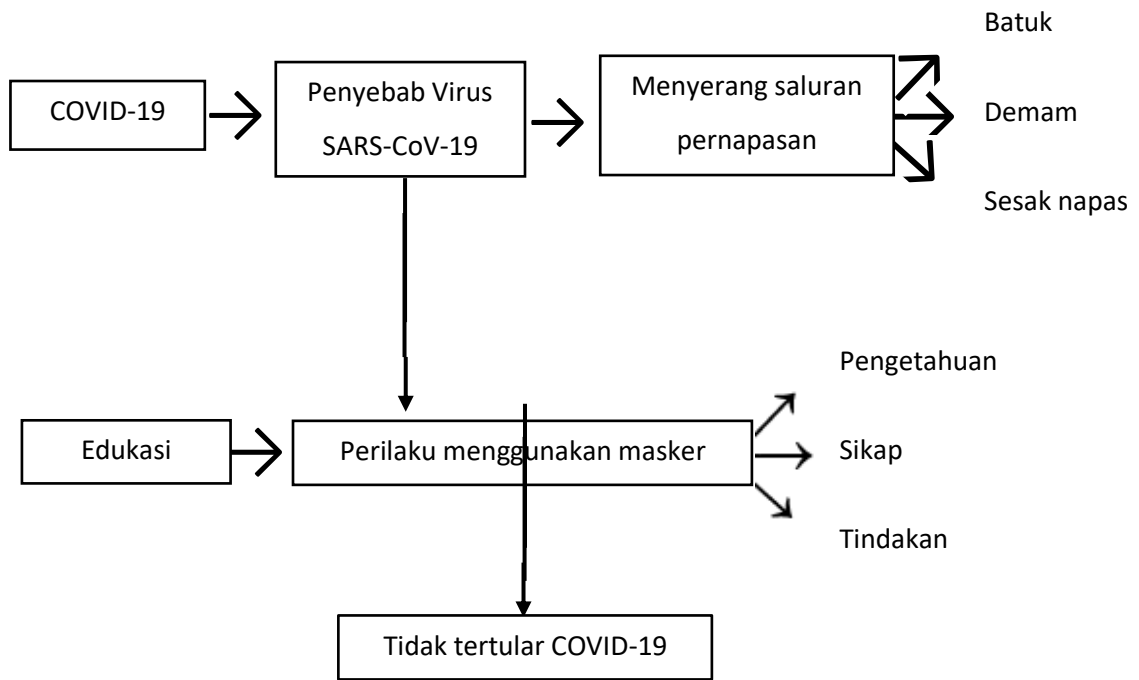 Batuk
COVID-19
Penyebab Virus
SARS-CoV-19
Menyerang saluran
pernapasan
Demam
Sesak napas
Pengetahuan
Edukasi
Perilaku menggunakan masker
Sikap
Tindakan
Tidak tertular COVID-19